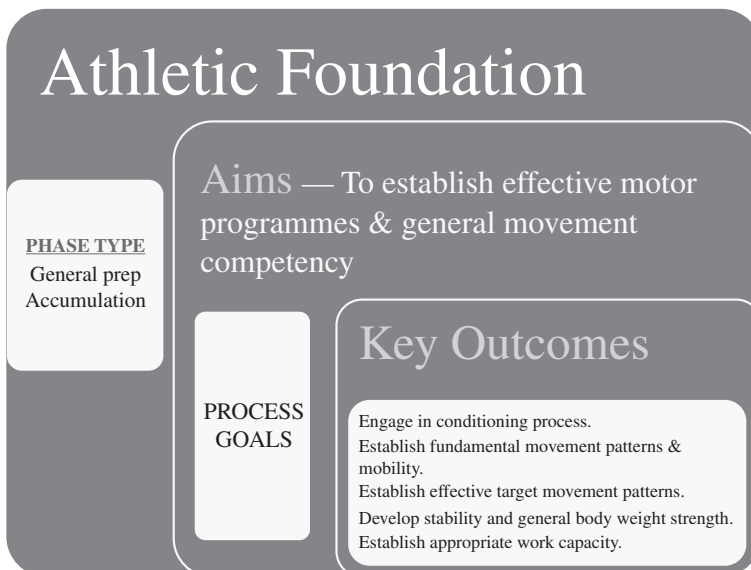 Athletic Foundation
Aims — To establish effective motor
programmes & general movement
competency
PHASE TYPE
General prep
Accumulation
PROCESS
GOALS
Key Outcomes
Engage in conditioning process.
Establish fundamental movement patterns &
mobility.
Establish effective target movement patterns.
Develop stability and general body weight strength.
Establish appropriate work capacity.